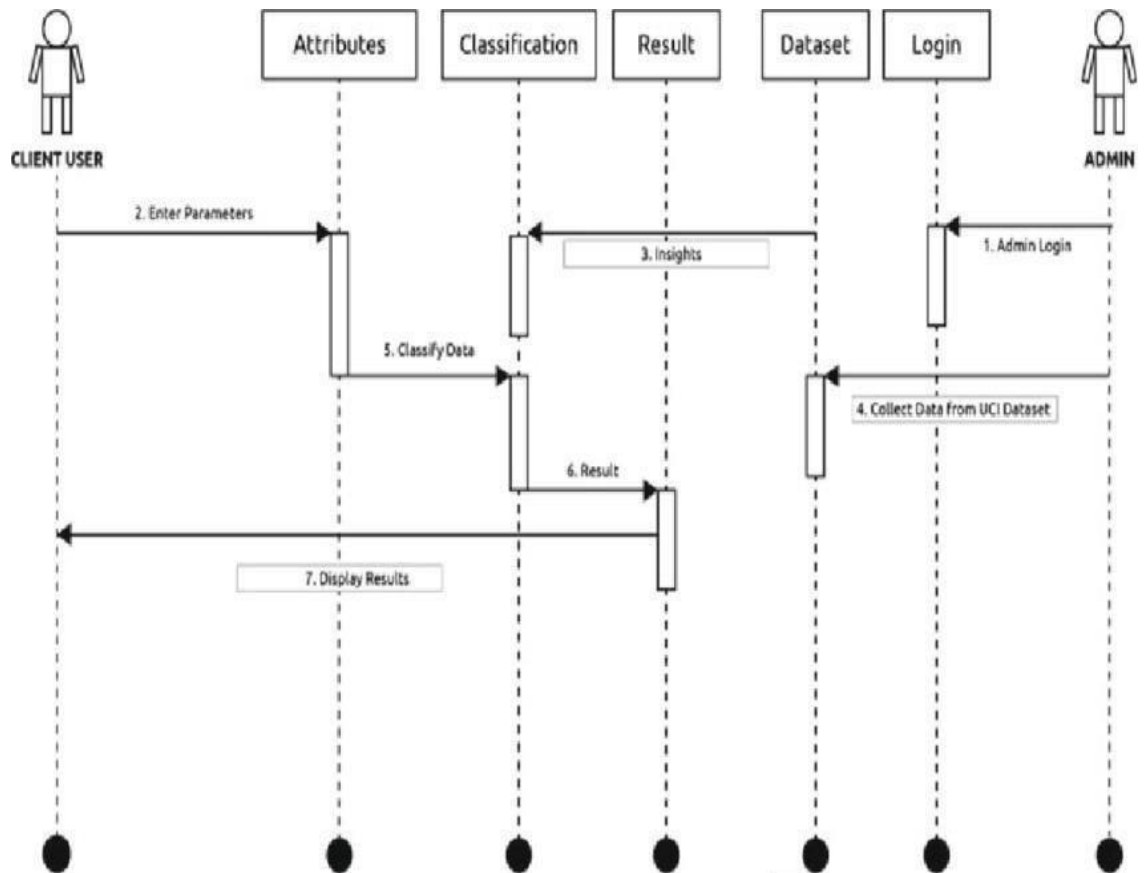 Attributes
Classification
Result
Dataset
Login
CLIENT USER
ADMIN
2. Enter Parameters
3. Insights
1. Admin Login
5. Classify Data
4. Collect Data from UCI Dataset
6. Result
7. Display Results